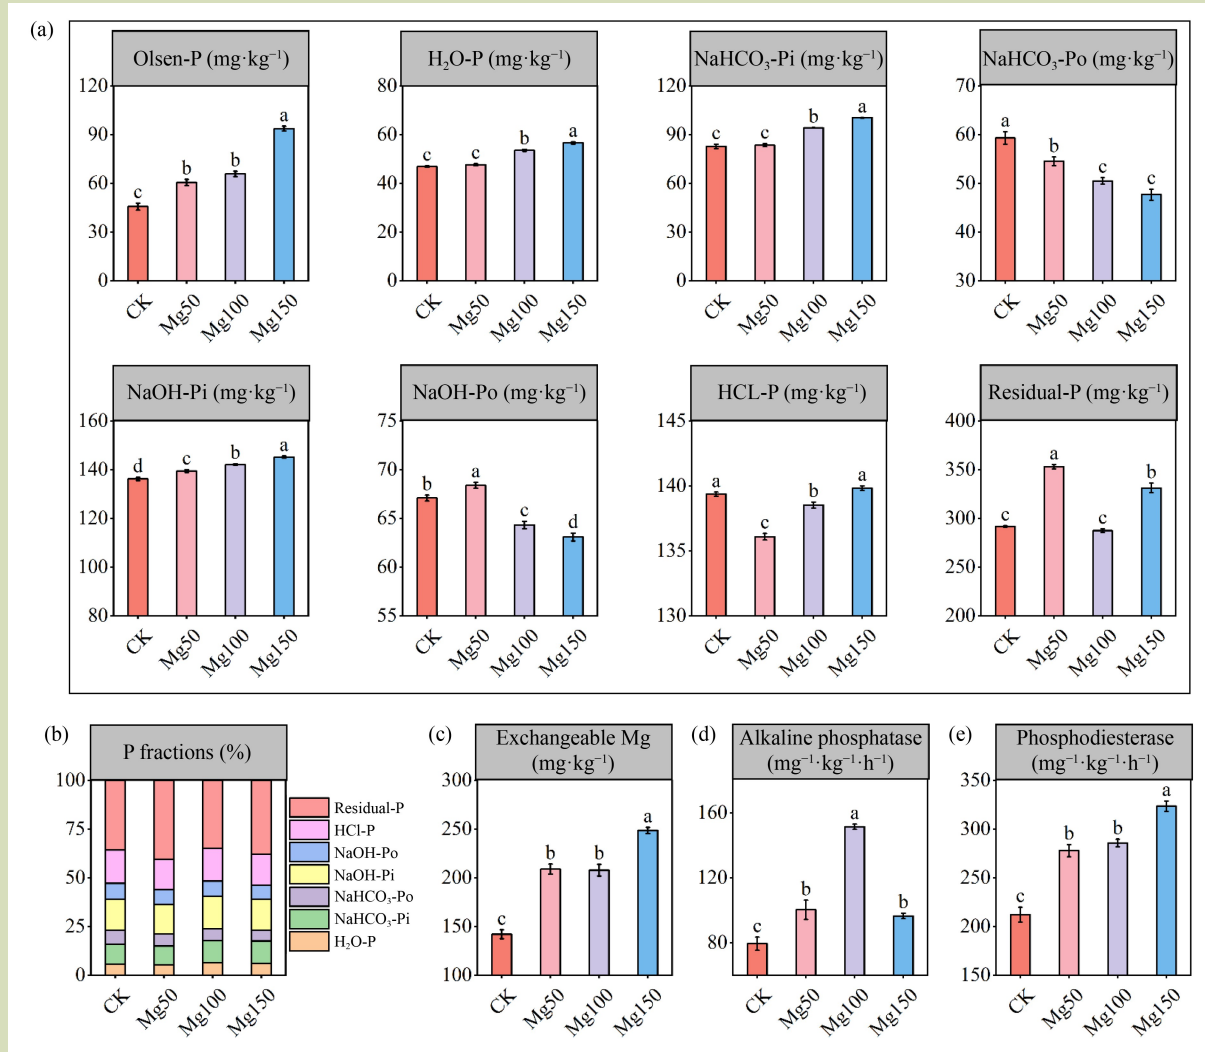 (a)
Olsen-P (mg·kg⁻¹)
120
90
60
30
0
c
b
b
a
CK
Mg50
Mg100
Mg150
H₂O-P (mg·kg⁻¹)
80
60
40
20
0
c
c
b
a
CK
Mg50
Mg100
Mg150
NaHCO₃-Pi (mg·kg⁻¹)
120
90
60
30
0
c
c
b
a
CK
Mg50
Mg100
Mg150
NaHCO₃-Po (mg·kg⁻¹)
70
60
50
40
30
a
b
c
c
CK
Mg50
Mg100
Mg150
NaOH-Pi (mg·kg⁻¹)
160
140
120
100
80
d
c
b
a
CK
Mg50
Mg100
Mg150
NaOH-Po (mg·kg⁻¹)
75
70
65
60
55
b
a
c
d
CK
Mg50
Mg100
Mg150
HCL-P (mg·kg⁻¹)
145
140
135
130
a
c
b
a
CK
Mg50
Mg100
Mg150
Residual-P (mg·kg⁻¹)
400
350
300
250
200
c
a
c
b
CK
Mg50
Mg100
Mg150
(b)
P fractions (%)
100
75
50
25
0
CK
Mg50
Mg100
Mg150
Residual-P
HCl-P
NaOH-Po
NaOH-Pi
NaHCO₃-Po
NaHCO₃-Pi
H₂O-P
(c)
Exchangeable Mg
(mg·kg⁻¹)
300
250
200
150
100
c
b
b
a
CK
Mg50
Mg100
Mg150
(d)
Alkaline phosphatase
(mg⁻¹·kg⁻¹·h⁻¹)
160
120
80
c
b
a
b
CK
Mg50
Mg100
Mg150
(e)
Phosphodiesterase
(mg⁻¹·kg⁻¹·h⁻¹)
350
300
250
200
150
c
b
b
a
CK
Mg50
Mg100
Mg150